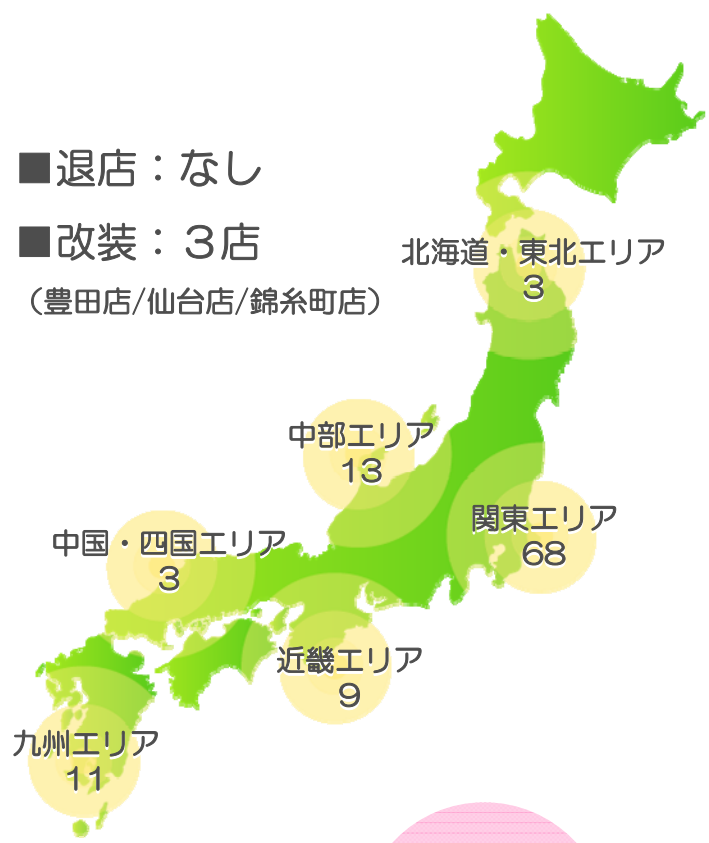 ■退店：なし
■改装：３店
（豊田店/仙台店/錦糸町店）
北海道・東北エリア
3
中部エリア
13
関東エリア
68
中国・四国エリア
3
近畿エリア
9
九州エリア
11